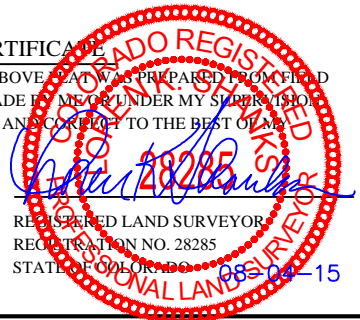 CERTIFICATE
ABOVE PLAT WAS PREPARED FROM FIELD
MADE BY ME OR UNDER MY SUPERVISION
AND CORRECT TO THE BEST OF MY
COLORADO REGISTERED
LOREN K. SHANKS
28285
PROFESSIONAL LAND SURVEYOR
REGISTERED LAND SURVEYOR
REGISTRATION NO. 28285
STATE OF COLORADO
08-04-15